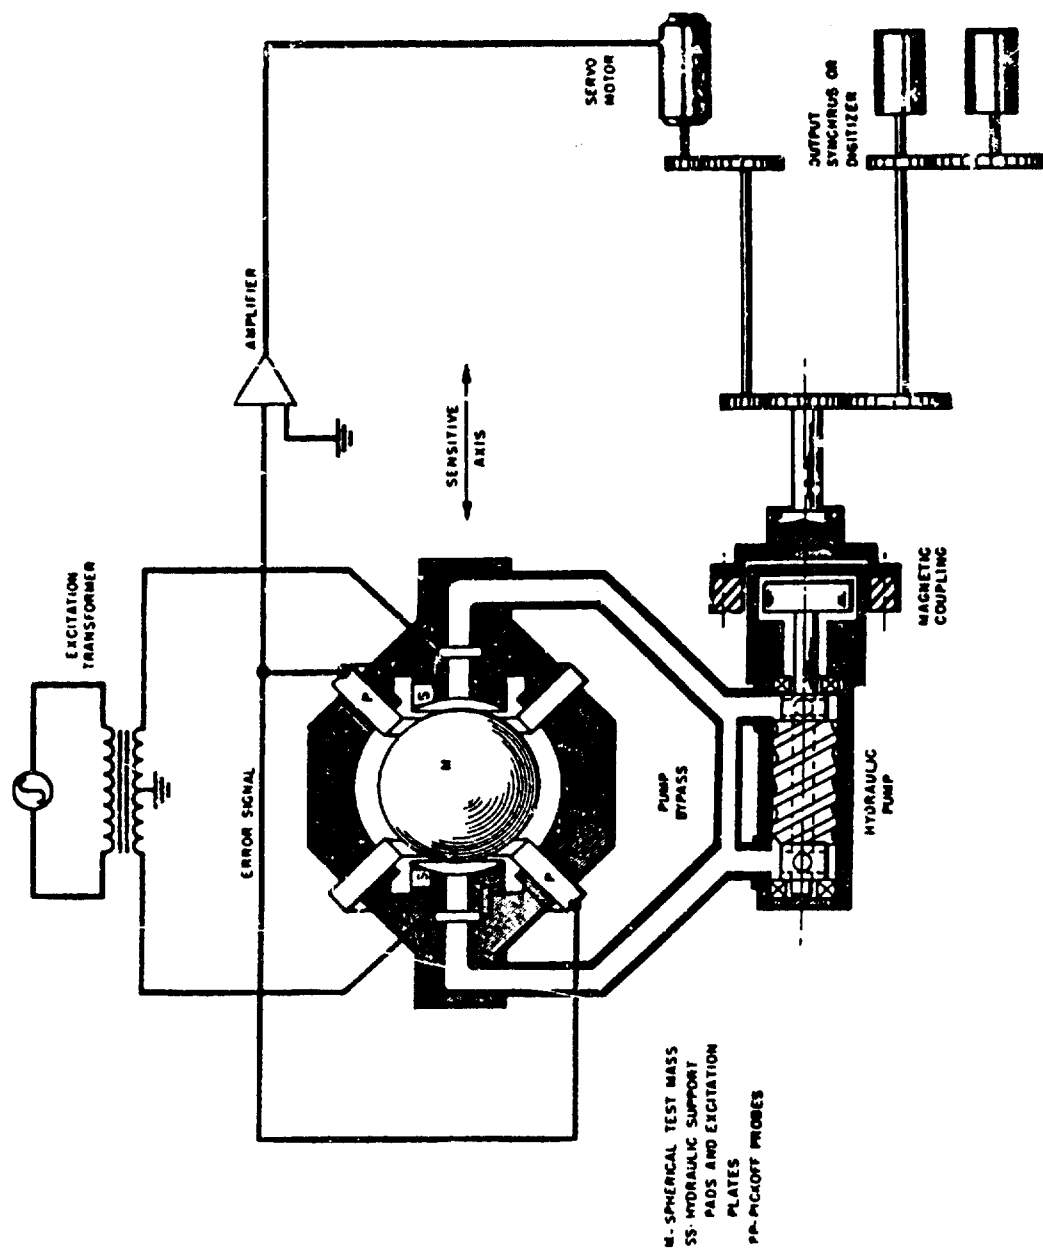 SERVO
MOTOR
OUTPUT
SYNCHRUS OR
DIGITIZER
AMPLIFIER
SENSITIVE
AXIS
EXCITATION
TRANSFORMER
MAGNETIC
COUPLING
ERROR SIGNAL
P
S
M
S
P
PUMP
BYPASS
HYDRAULIC
PUMP
M - SPHERICAL TEST MASS
SS - HYDRAULIC SUPPORT
PADS AND EXCITATION
PLATES
PP - PICKOFF PROBES